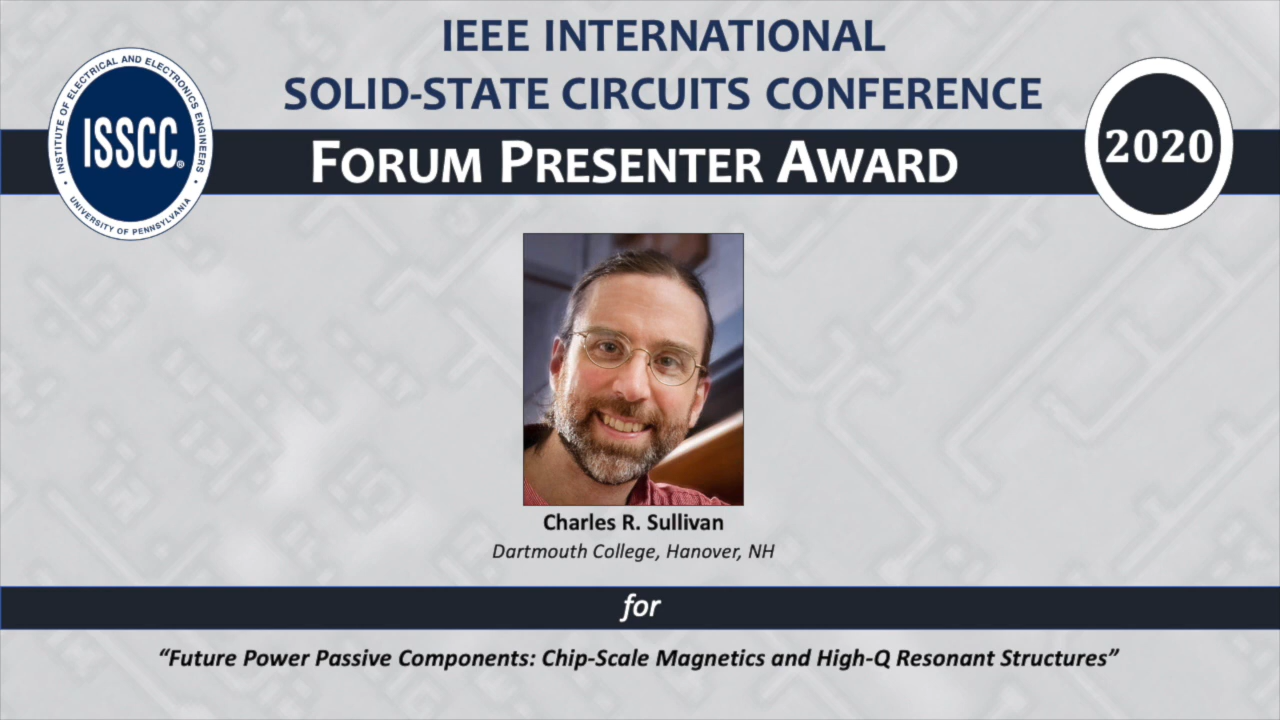 IEEE INTERNATIONAL
SOLID-STATE CIRCUITS CONFERENCE
INSTITUTE OF ELECTRICAL AND ELECTRONICS ENGINEERS
ISSCC®
• UNIVERSITY OF PENNSYLVANIA •
FORUM PRESENTER AWARD
2020
Charles R. Sullivan
Dartmouth College, Hanover, NH
for
“Future Power Passive Components: Chip-Scale Magnetics and High-Q Resonant Structures”